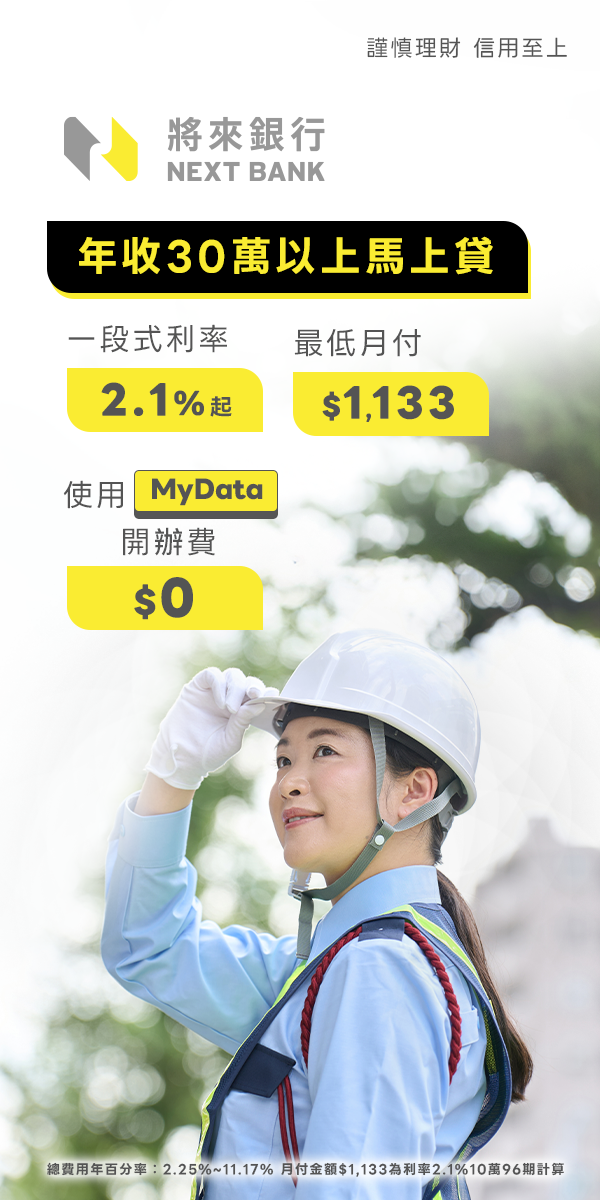 謹慎理財 信用至上
將來銀行
NEXT BANK
年收30萬以上馬上貸
一段式利率
2.1%起
最低月付
$1,133
使用 MyData
開辦費
$0
總費用年百分率：2.25%~11.17% 月付金額$1,133為利率2.1%10萬96期計算